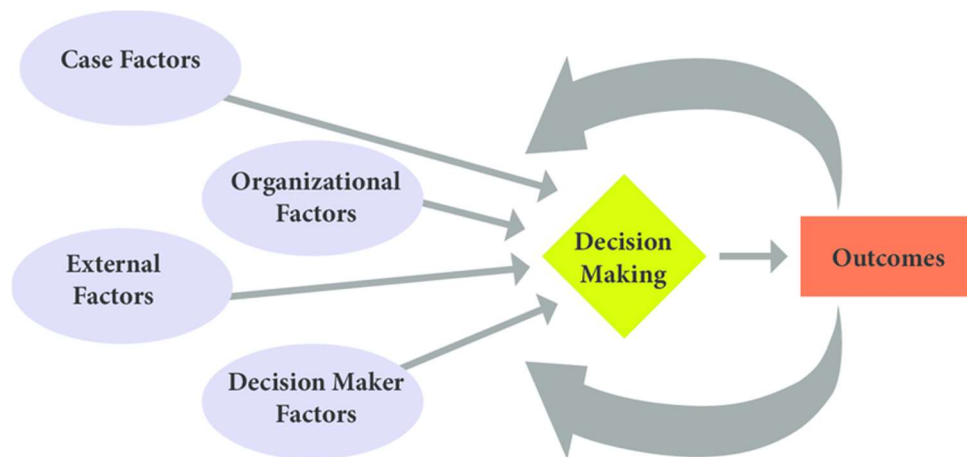 Case Factors
Organizational
Factors
External
Factors
Decision Maker
Factors
Decision
Making
Outcomes